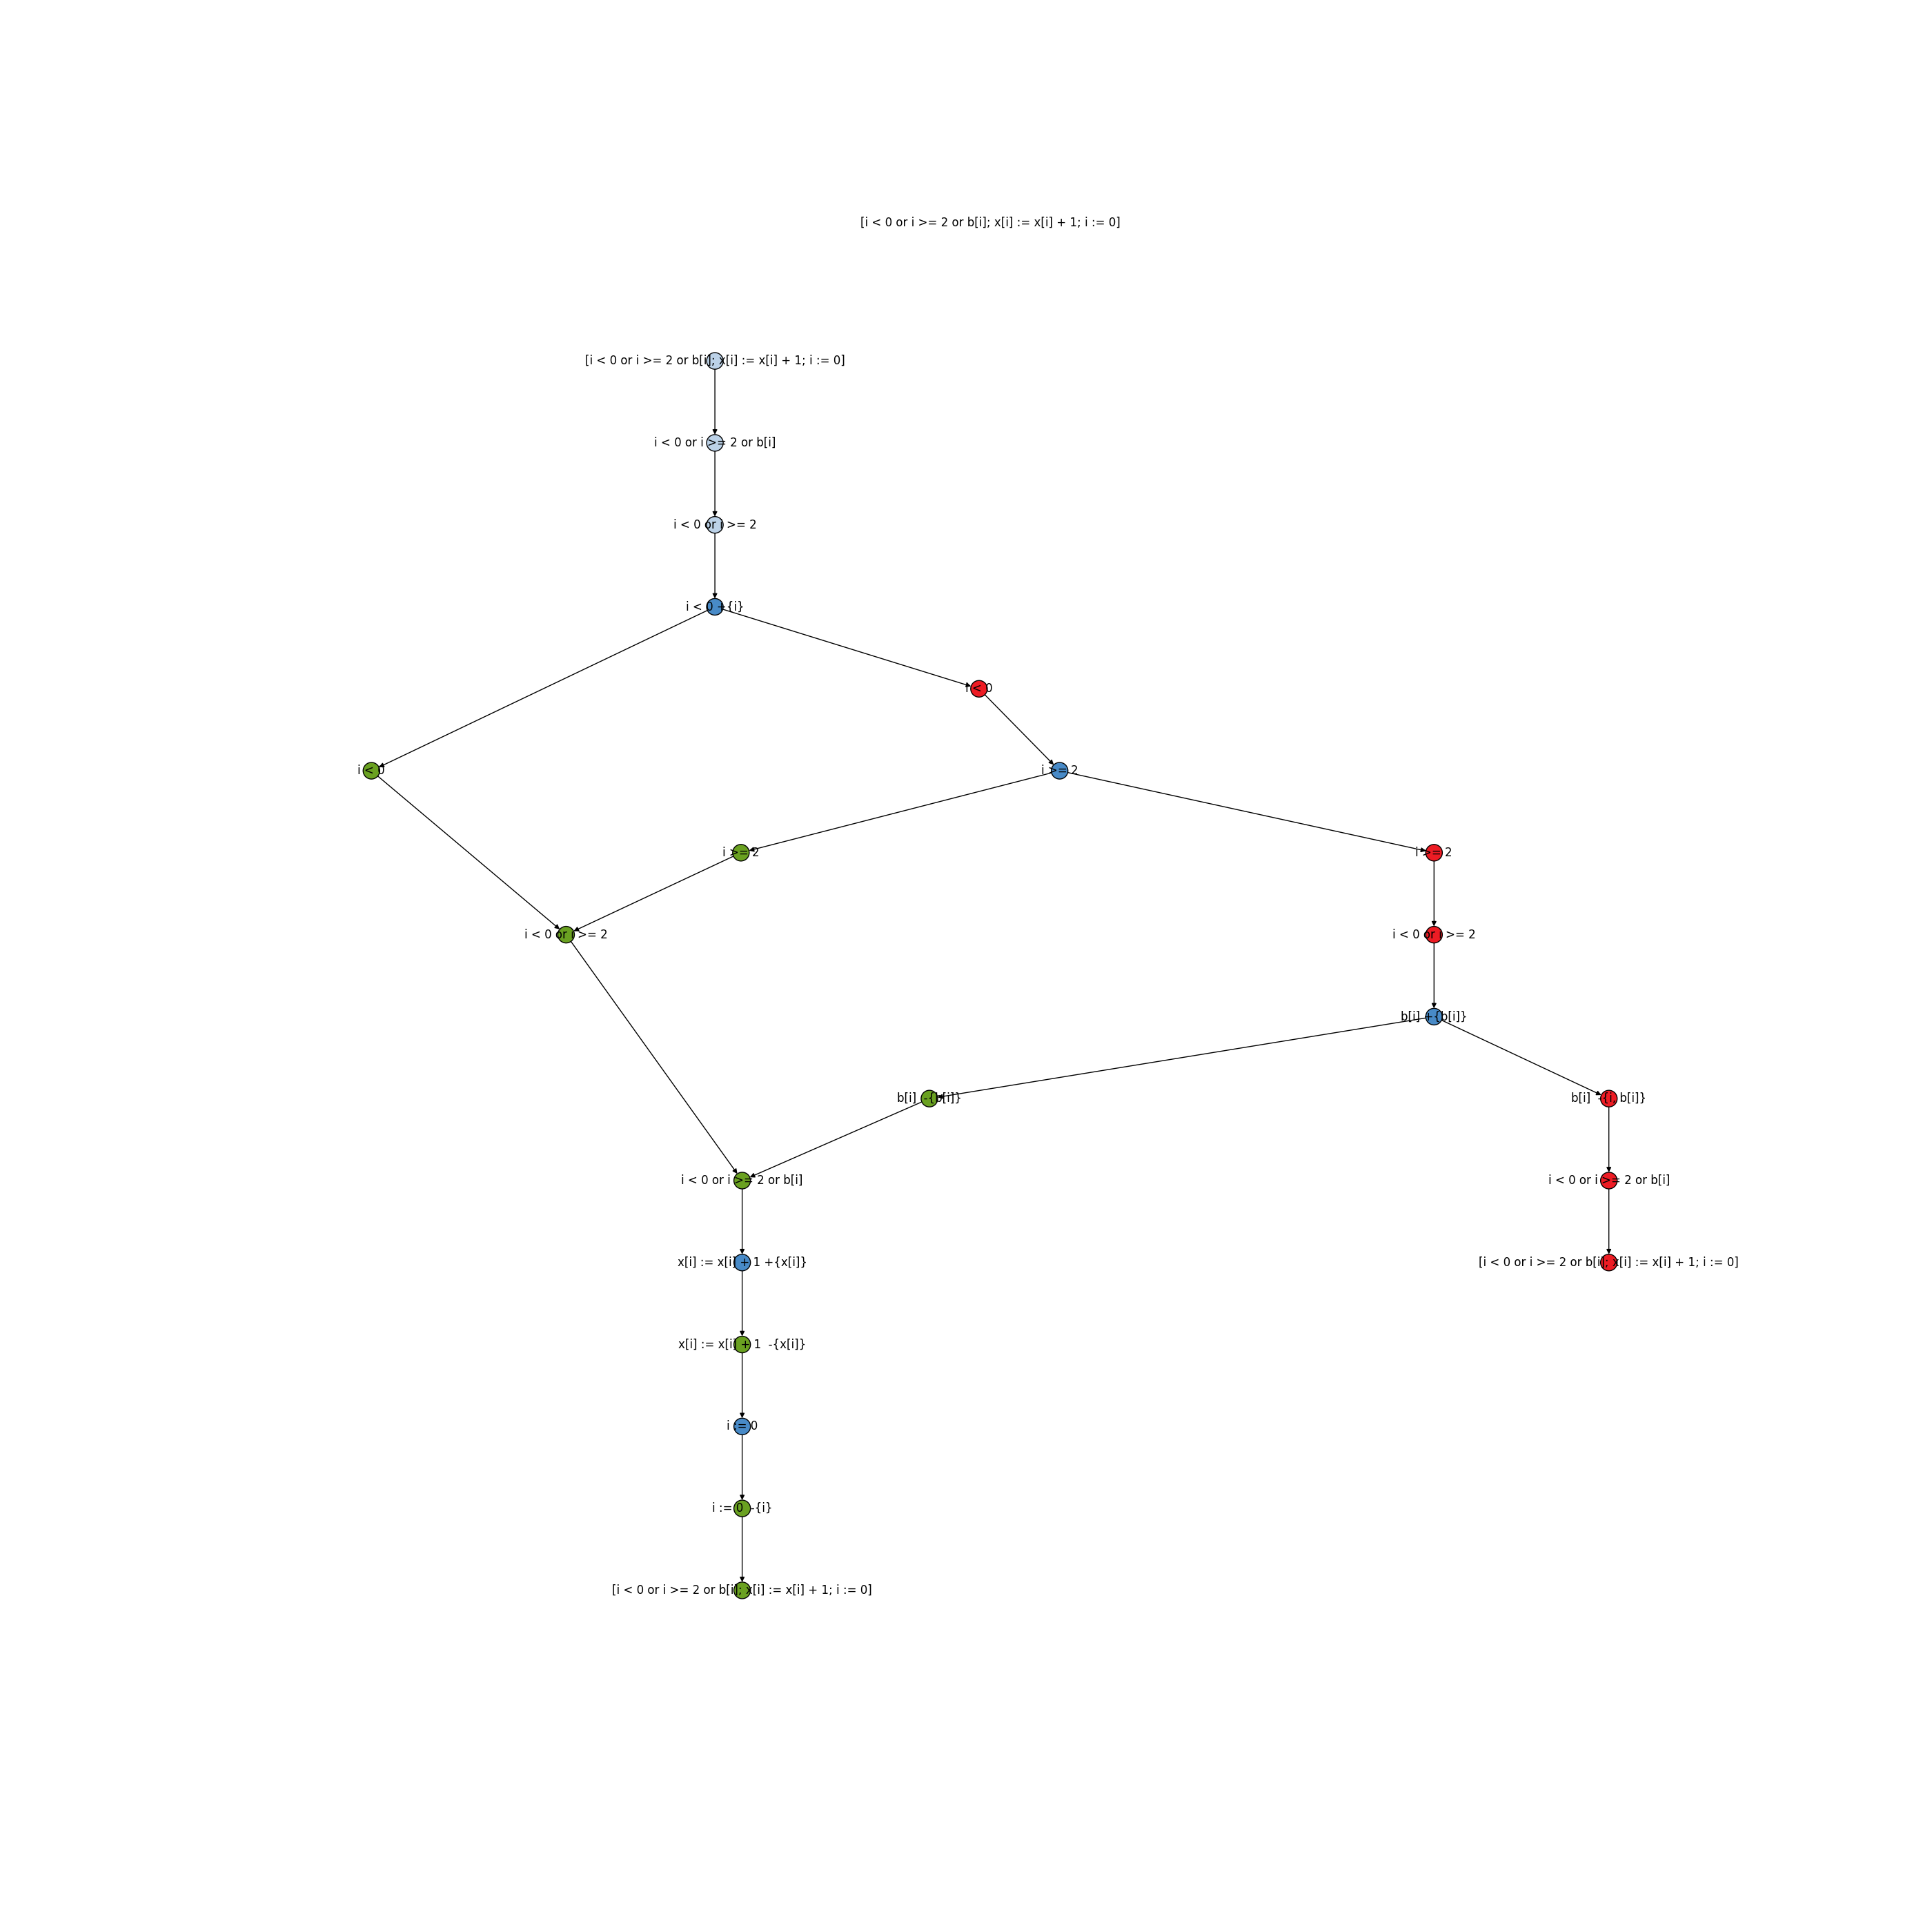 [i < 0 or i >= 2 or b[i]; x[i] := x[i] + 1; i := 0]
[i < 0 or i >= 2 or b[i]; x[i] := x[i] + 1; i := 0]
i < 0 or i >= 2 or b[i]
i < 0 or i >= 2
i < 0 +{i}
i < 0
i < 0
i >= 2
i >= 2
i >= 2
i < 0 or i >= 2
i < 0 or i >= 2
b[i] +{b[i]}
b[i] -{b[i]}
b[i] -{i, b[i]}
i < 0 or i >= 2 or b[i]
i < 0 or i >= 2 or b[i]
x[i] := x[i] + 1 +{x[i]}
[i < 0 or i >= 2 or b[i]; x[i] := x[i] + 1; i := 0]
x[i] := x[i] + 1 -{x[i]}
i := 0
i := 0 -{i}
[i < 0 or i >= 2 or b[i]; x[i] := x[i] + 1; i := 0]